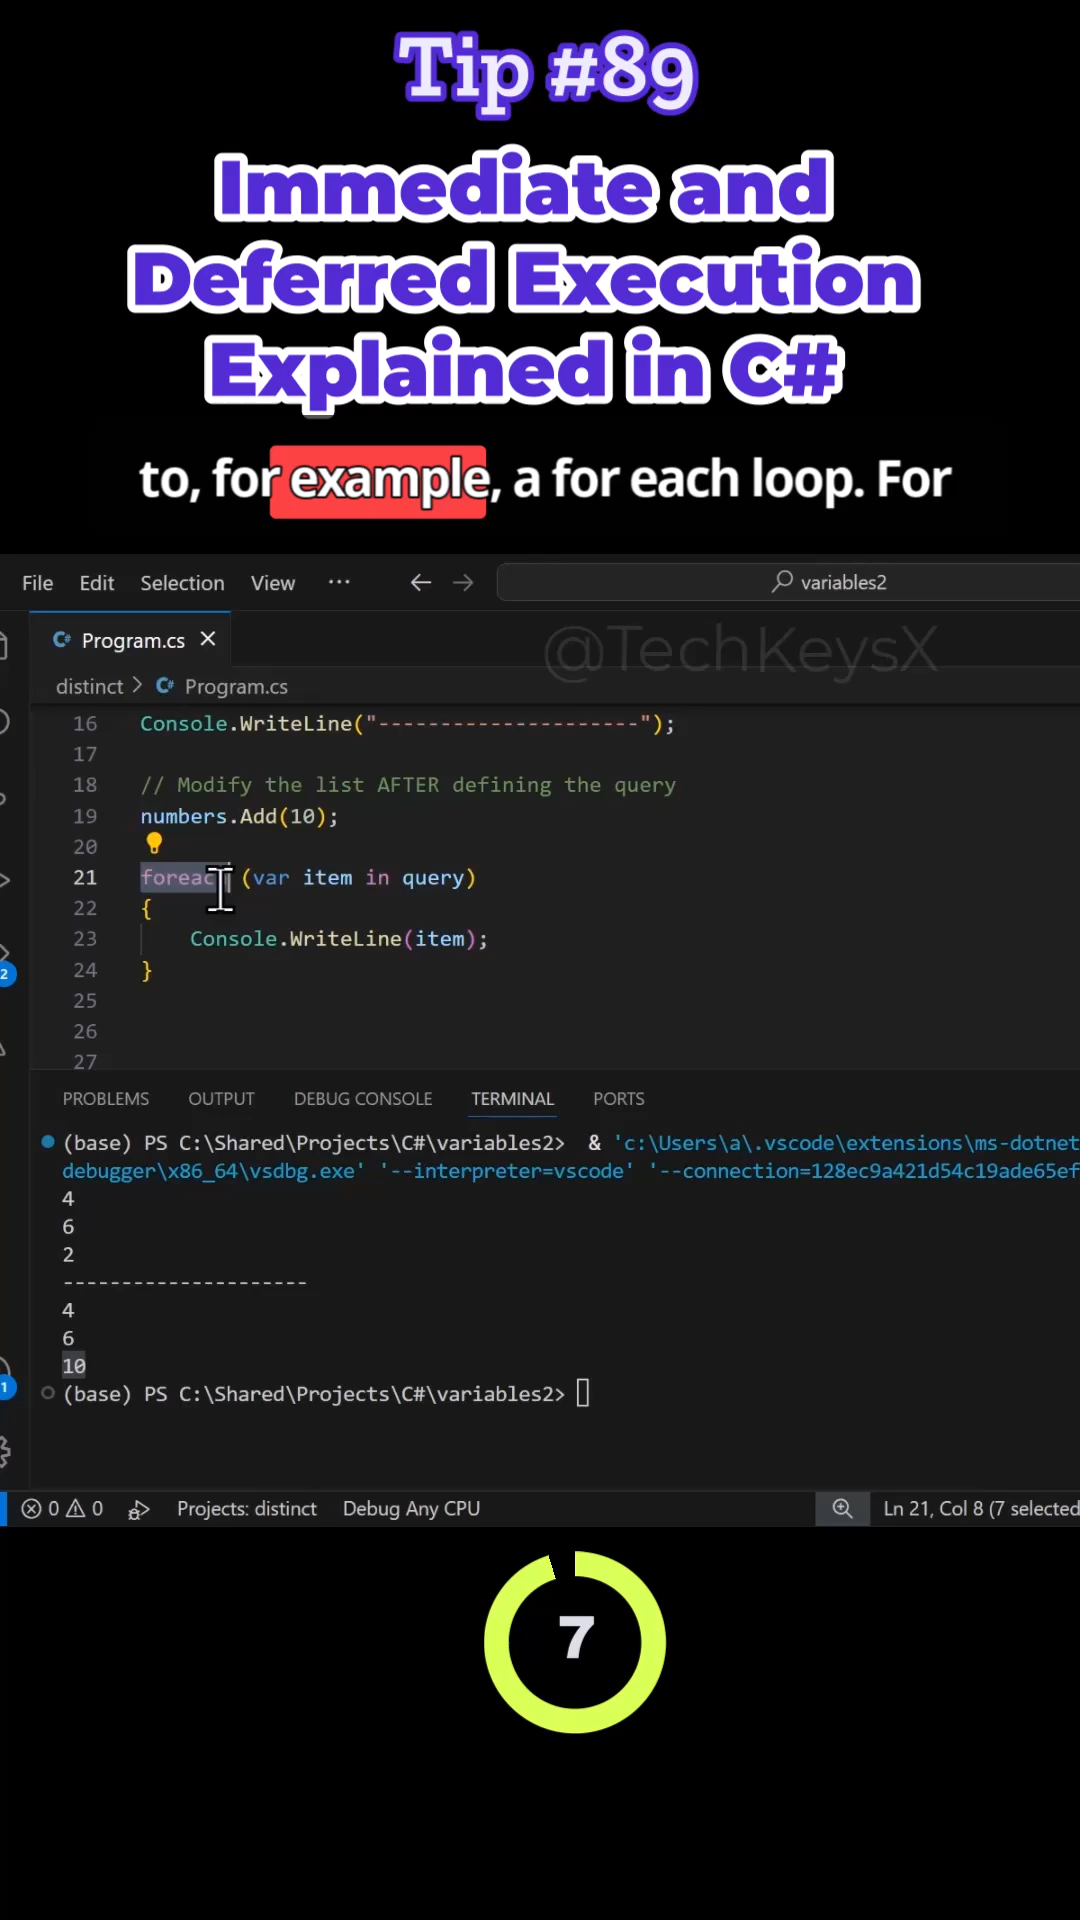 Tip #89
Immediate and
Deferred Execution
Explained in C#
to, for example, a for each loop. For
File Edit Selection View ··· variables2
Program.cs
@TechKeysX
distinct > Program.cs
16 Console.WriteLine("---------------------");
17
18 // Modify the list AFTER defining the query
19 numbers.Add(10);
20
21 foreach (var item in query)
22 {
23 Console.WriteLine(item);
24 }
25
26
27
PROBLEMS OUTPUT DEBUG CONSOLE TERMINAL PORTS
(base) PS C:\Shared\Projects\C#\variables2> & 'c:\Users\a\.vscode\extensions\ms-dotnet
debugger\x86_64\vsdbg.exe' '--interpreter=vscode' '--connection=128ec9a421d54c19ade65ef
4
6
2
---------------------
4
6
10
(base) PS C:\Shared\Projects\C#\variables2>
2
1
0 0 Projects: distinct Debug Any CPU Ln 21, Col 8 (7 selected
7